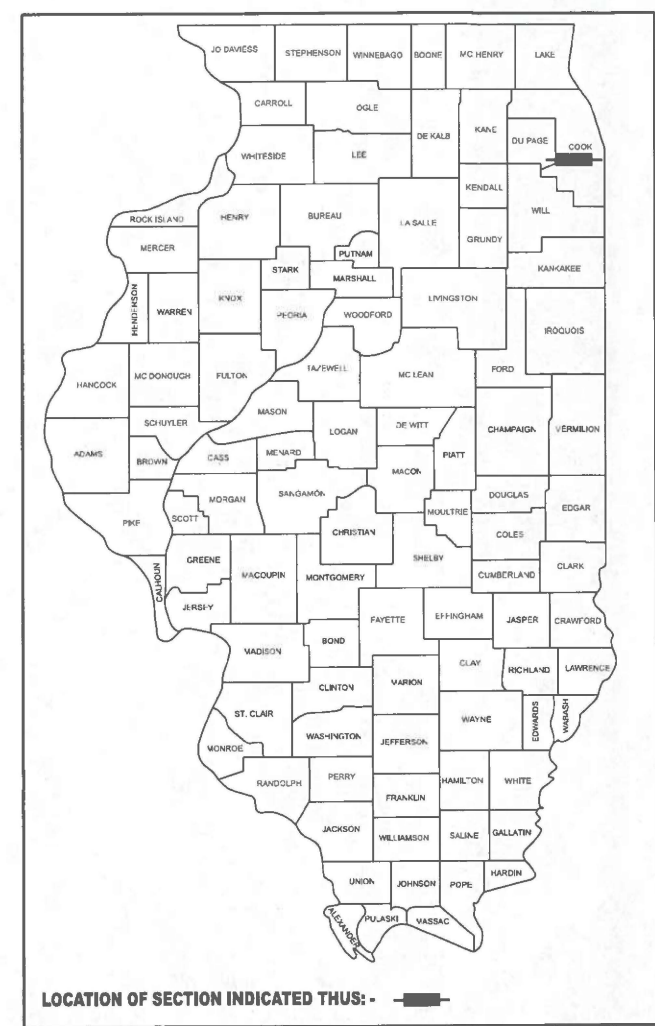 JO DAVIESS STEPHENSON WINNEBAGO BOONE MC HENRY LAKE
CARROLL OGLE DE KALB KANE DU PAGE COOK
WHITESIDE LEE
ROCK ISLAND HENRY BUREAU LA SALLE KENDALL WILL
MERCER PUTNAM GRUNDY
STARK MARSHALL KANKAKEE
HENDERSON WARREN KNOX PEORIA WOODFORD LIVINGSTON IROQUOIS
HANCOCK MC DONOUGH FULTON TAZEWELL MC LEAN FORD
SCHUYLER MASON LOGAN DE WITT CHAMPAIGN VERMILION
ADAMS BROWN CASS MENARD MACON PIATT
PIKE SCOTT MORGAN SANGAMON CHRISTIAN MOULTRIE DOUGLAS EDGAR
COLES
CALHOUN GREENE MACOUPIN MONTGOMERY SHELBY CUMBERLAND CLARK
JERSEY FAYETTE EFFINGHAM JASPER CRAWFORD
MADISON BOND CLAY RICHLAND LAWRENCE
CLINTON MARION
ST. CLAIR WASHINGTON JEFFERSON WAYNE EDWARDS WABASH
MONROE
RANDOLPH PERRY FRANKLIN HAMILTON WHITE
JACKSON WILLIAMSON SALINE GALLATIN
UNION JOHNSON POPE HARDIN
ALEXANDER PULASKI MASSAC
LOCATION OF SECTION INDICATED THUS: -